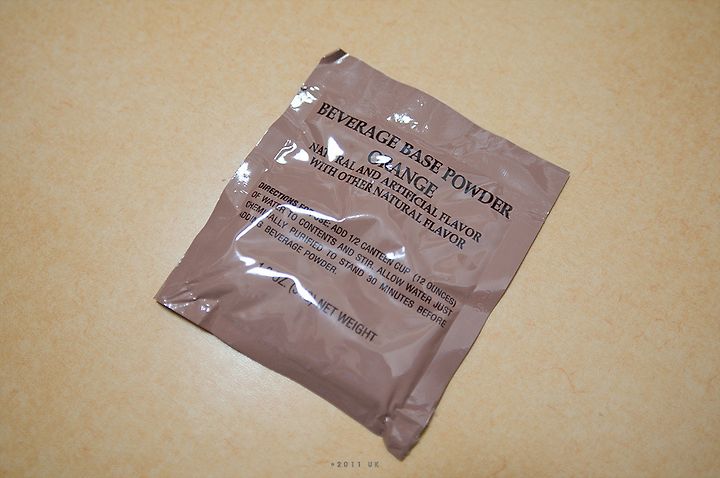 BEVERAGE BASE POWDER
ORANGE
NATURAL AND ARTIFICIAL FLAVOR
WITH OTHER NATURAL FLAVOR
DIRECTIONS FOR USE: ADD 1/2 CANTEEN CUP (12 OUNCES)
OF WATER TO CONTENTS AND STIR. ALLOW WATER JUST
CHEMICALLY PURIFIED TO STAND 30 MINUTES BEFORE
ADDING BEVERAGE POWDER.
OZ. NET WEIGHT
©2011 UK